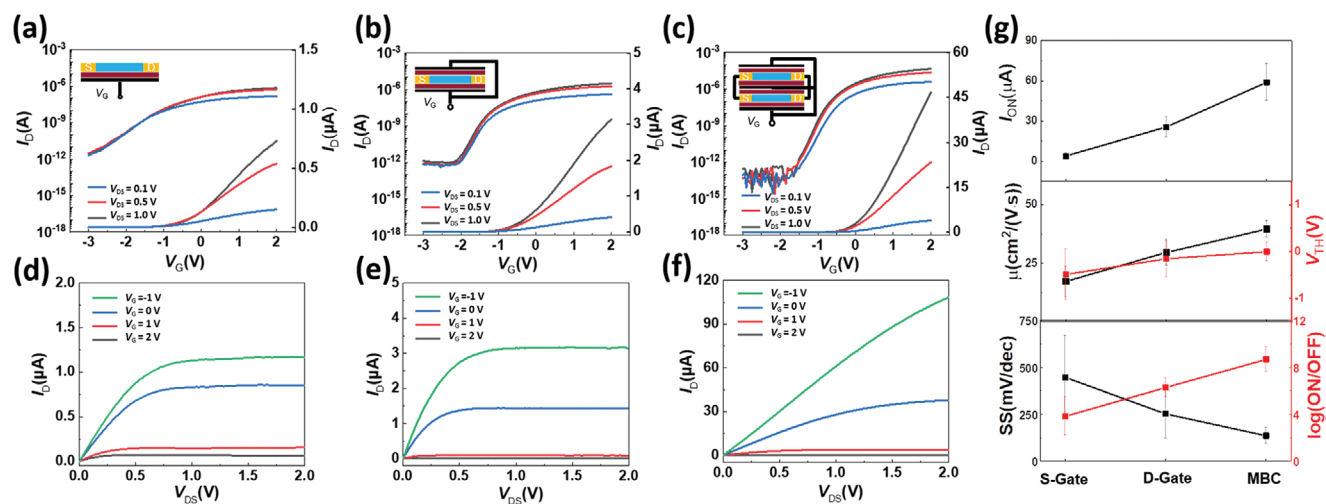 (a)
10⁻³
10⁻⁶
10⁻⁹
10⁻¹²
10⁻¹⁵
10⁻¹⁸
I_D(A)
S D
V_G
V_DS = 0.1 V
V_DS = 0.5 V
V_DS = 1.0 V
1.5
1.0
0.5
0.0
I_D(µA)
-3 -2 -1 0 1 2
V_G(V)
(b)
10⁻³
10⁻⁶
10⁻⁹
10⁻¹²
10⁻¹⁵
10⁻¹⁸
I_D(A)
S D
V_G
V_DS = 0.1 V
V_DS = 0.5 V
V_DS = 1.0 V
5
4
3
2
1
0
I_D(µA)
-3 -2 -1 0 1 2
V_G(V)
(c)
10⁻³
10⁻⁶
10⁻⁹
10⁻¹²
10⁻¹⁵
10⁻¹⁸
I_D(A)
S D
S D
V_G
V_DS = 0.1 V
V_DS = 0.5 V
V_DS = 1.0 V
60
45
30
15
0
I_D(µA)
-3 -2 -1 0 1 2
V_G(V)
(d)
2.0
1.5
1.0
0.5
0.0
I_D(µA)
V_G =-1 V
V_G = 0 V
V_G = 1 V
V_G = 2 V
0.0 0.5 1.0 1.5 2.0
V_DS(V)
(e)
5
4
3
2
1
0
I_D(µA)
V_G =-1 V
V_G = 0 V
V_G = 1 V
V_G = 2 V
0.0 0.5 1.0 1.5 2.0
V_DS(V)
(f)
120
90
60
30
0
I_D(µA)
V_G =-1 V
V_G = 0 V
V_G = 1 V
V_G = 2 V
0.0 0.5 1.0 1.5 2.0
V_DS(V)
(g)
90
60
30
0
I_ON(µA)
50
25
0
µ(cm²/(V s))
1
0
-1
V_TH(V)
750
500
250
0
SS(mV/dec)
12
8
4
0
log(ON/OFF)
S-Gate D-Gate MBC